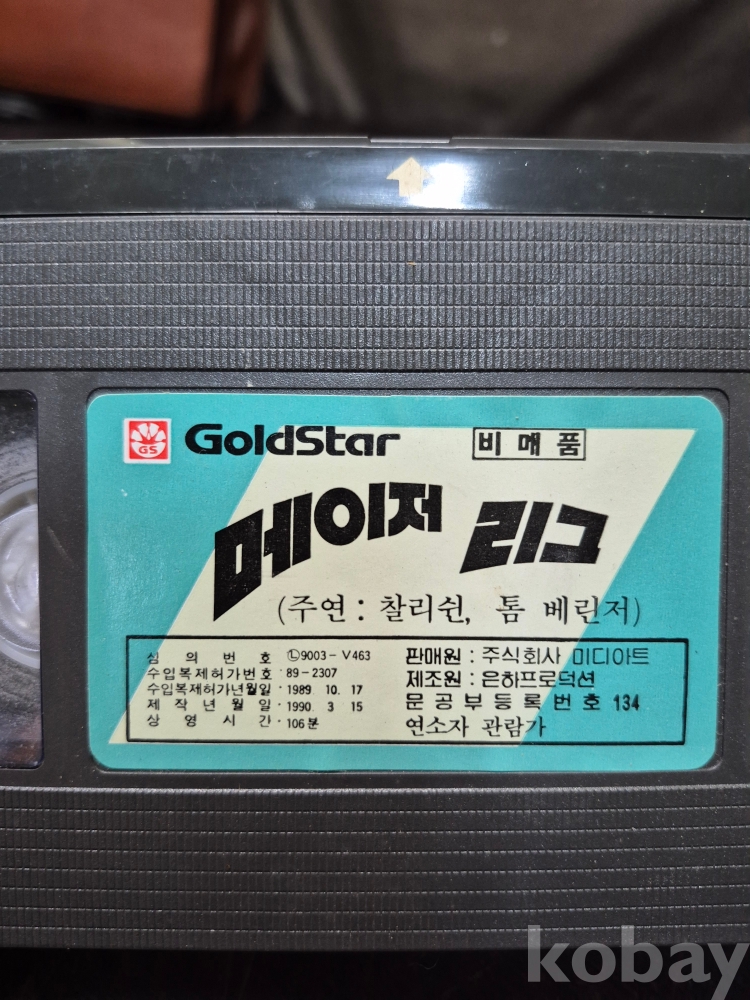 GS GoldStar 비매품
메이저 리그
(주연 : 찰리쉰, 톰 베린저)
심의번호 Ⓛ9003-V463
수입복제허가번호 : 89-2307
수입복제허가년월일 : 1989. 10. 17
제작년월일 : 1990. 3. 15
상영시간 : 106분
판매원 : 주식회사 미디아트
제조원 : 은하프로덕션
문공부등록번호 134
연소자 관람가
kobay